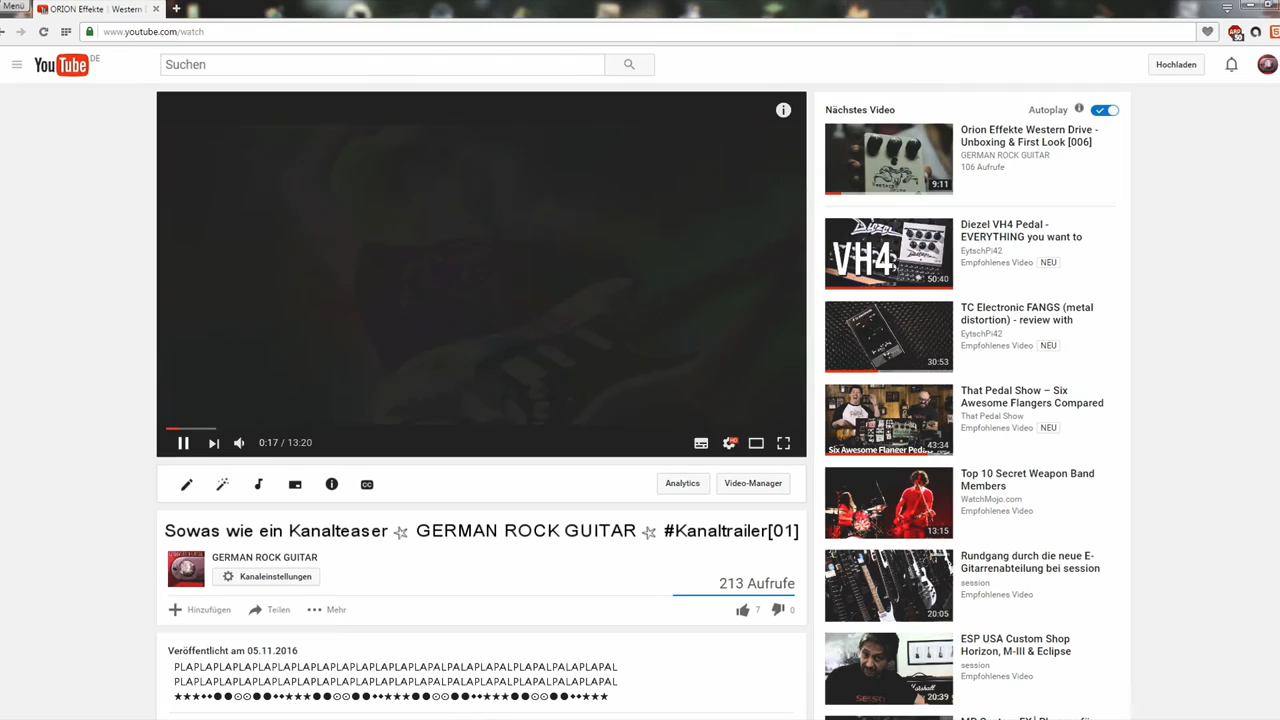 Menü
ORION Effekte | Western
www.youtube.com/watch
YouTube DE
Suchen
Hochladen
0:17 / 13:20
HD
Analytics
Video-Manager
Sowas wie ein Kanalteaser ✫ GERMAN ROCK GUITAR ✫ #Kanaltrailer[01]
GERMAN ROCK GUITAR
Kanaleinstellungen
213 Aufrufe
Hinzufügen
Teilen
Mehr
7
0
Veröffentlicht am 05.11.2016
PLAPLAPLAPLAPLAPLAPLAPLAPLAPLAPLAPLAPALPALAPLAPALPLAPALPALAPLAPAL
PLAPLAPLAPLAPLAPLAPLAPLAPLAPLAPLAPLAPALPALAPLAPALPLAPALPALAPLAPAL
Nächstes Video
Autoplay
Orion Effekte Western Drive -
Unboxing & First Look [006]
GERMAN ROCK GUITAR
106 Aufrufe
9:11
Diezel VH4 Pedal -
EVERYTHING you want to
EytschPi42
Empfohlenes Video NEU
Diezel
VH4
50:40
TC Electronic FANGS (metal
distortion) - review with
EytschPi42
Empfohlenes Video NEU
30:53
That Pedal Show – Six
Awesome Flangers Compared
That Pedal Show
Empfohlenes Video NEU
43:34
Top 10 Secret Weapon Band
Members
WatchMojo.com
Empfohlenes Video
13:15
Rundgang durch die neue E-
Gitarrenabteilung bei session
session
Empfohlenes Video
20:05
ESP USA Custom Shop
Horizon, M-III & Eclipse
session
Empfohlenes Video
Marshall
20:39